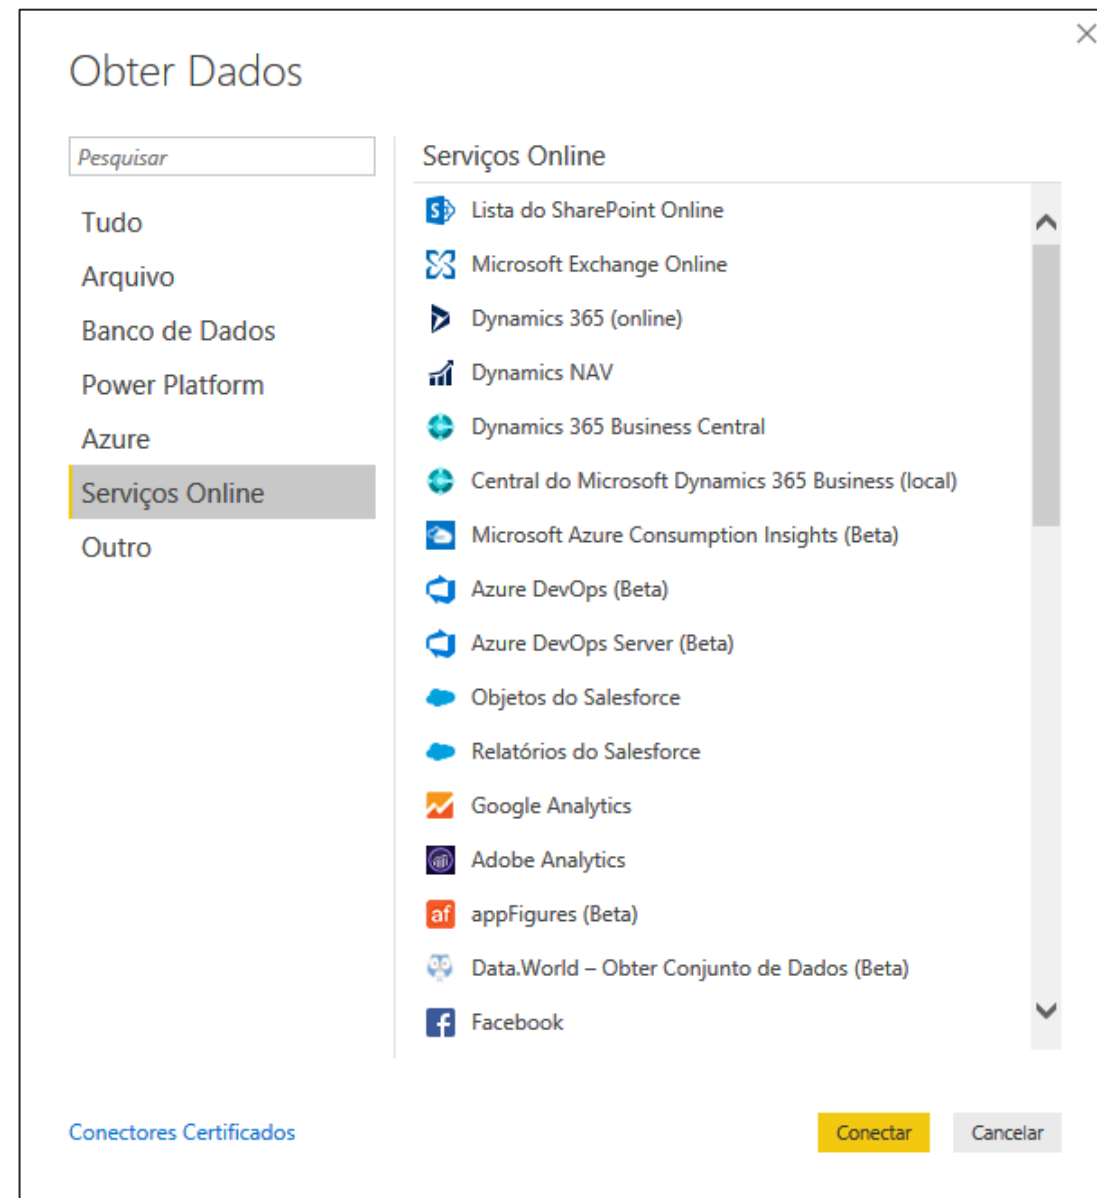 Obter Dados
Pesquisar
Tudo
Arquivo
Banco de Dados
Power Platform
Azure
Serviços Online
Outro
Serviços Online
Lista do SharePoint Online
Microsoft Exchange Online
Dynamics 365 (online)
Dynamics NAV
Dynamics 365 Business Central
Central do Microsoft Dynamics 365 Business (local)
Microsoft Azure Consumption Insights (Beta)
Azure DevOps (Beta)
Azure DevOps Server (Beta)
Objetos do Salesforce
Relatórios do Salesforce
Google Analytics
Adobe Analytics
af appFigures (Beta)
Data.World – Obter Conjunto de Dados (Beta)
Facebook
Conectores Certificados
Conectar
Cancelar